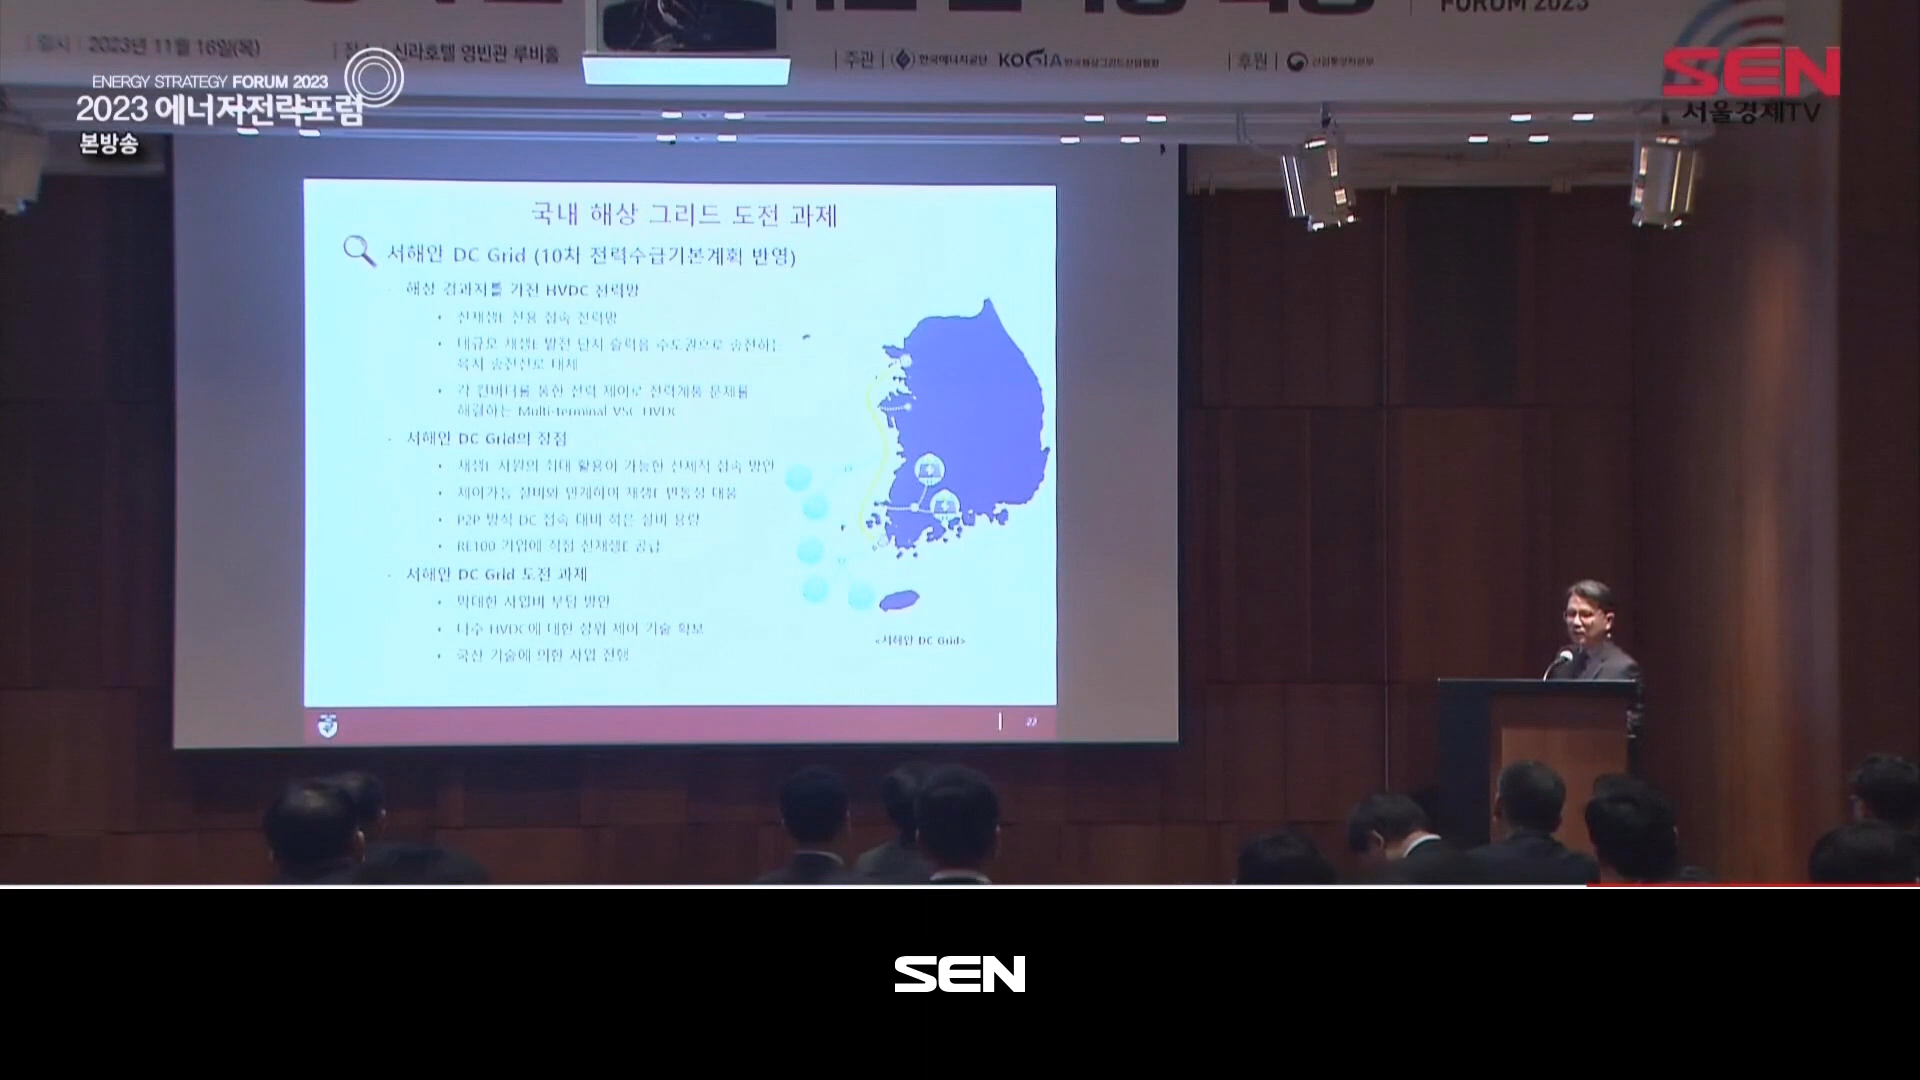 FORUM 2023
2023년 11월 16일(목)
신라호텔 영빈관 루비홀
주관
한국에너지공단
KOGIA
후원
ENERGY STRATEGY FORUM 2023
2023 에너지전략포럼
본방송
SEN
서울경제TV
국내 해상 그리드 도전 과제
서해안 DC Grid (10차 전력수급기본계획 반영)
해상 경과지를 가진 HVDC 전력망
신재생E 전용 접속 전력망
대규모 재생E 발전 단지 출력을 수도권으로 송전하는
육지 송전선로 대체
각 컨버터를 통한 전력 제어로 전력계통 문제를
해결하는 Multi-terminal VSC HVDC
서해안 DC Grid의 장점
재생E 자원의 최대 활용이 가능한 선제적 접속 방안
제어가능 설비와 연계하여 재생E 변동성 대응
P2P 방식 DC 접속 대비 적은 설비 용량
RE100 기업에 직접 신재생E 공급
서해안 DC Grid 도전 과제
막대한 사업비 부담 방안
다수 HVDC에 대한 상위 제어 기술 확보
국산 기술에 의한 사업 진행
<서해안 DC Grid>
22
SEN